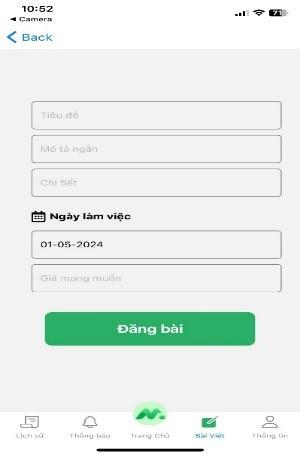 10:52
71
◀ Camera
Back
Tiêu đề
Mô tả ngắn
Chi tiết
Ngày làm việc
01-05-2024
Giá mong muốn
Đăng bài
Lịch sử
Thông báo
Trang Chủ
Bài Viết
Thông tin